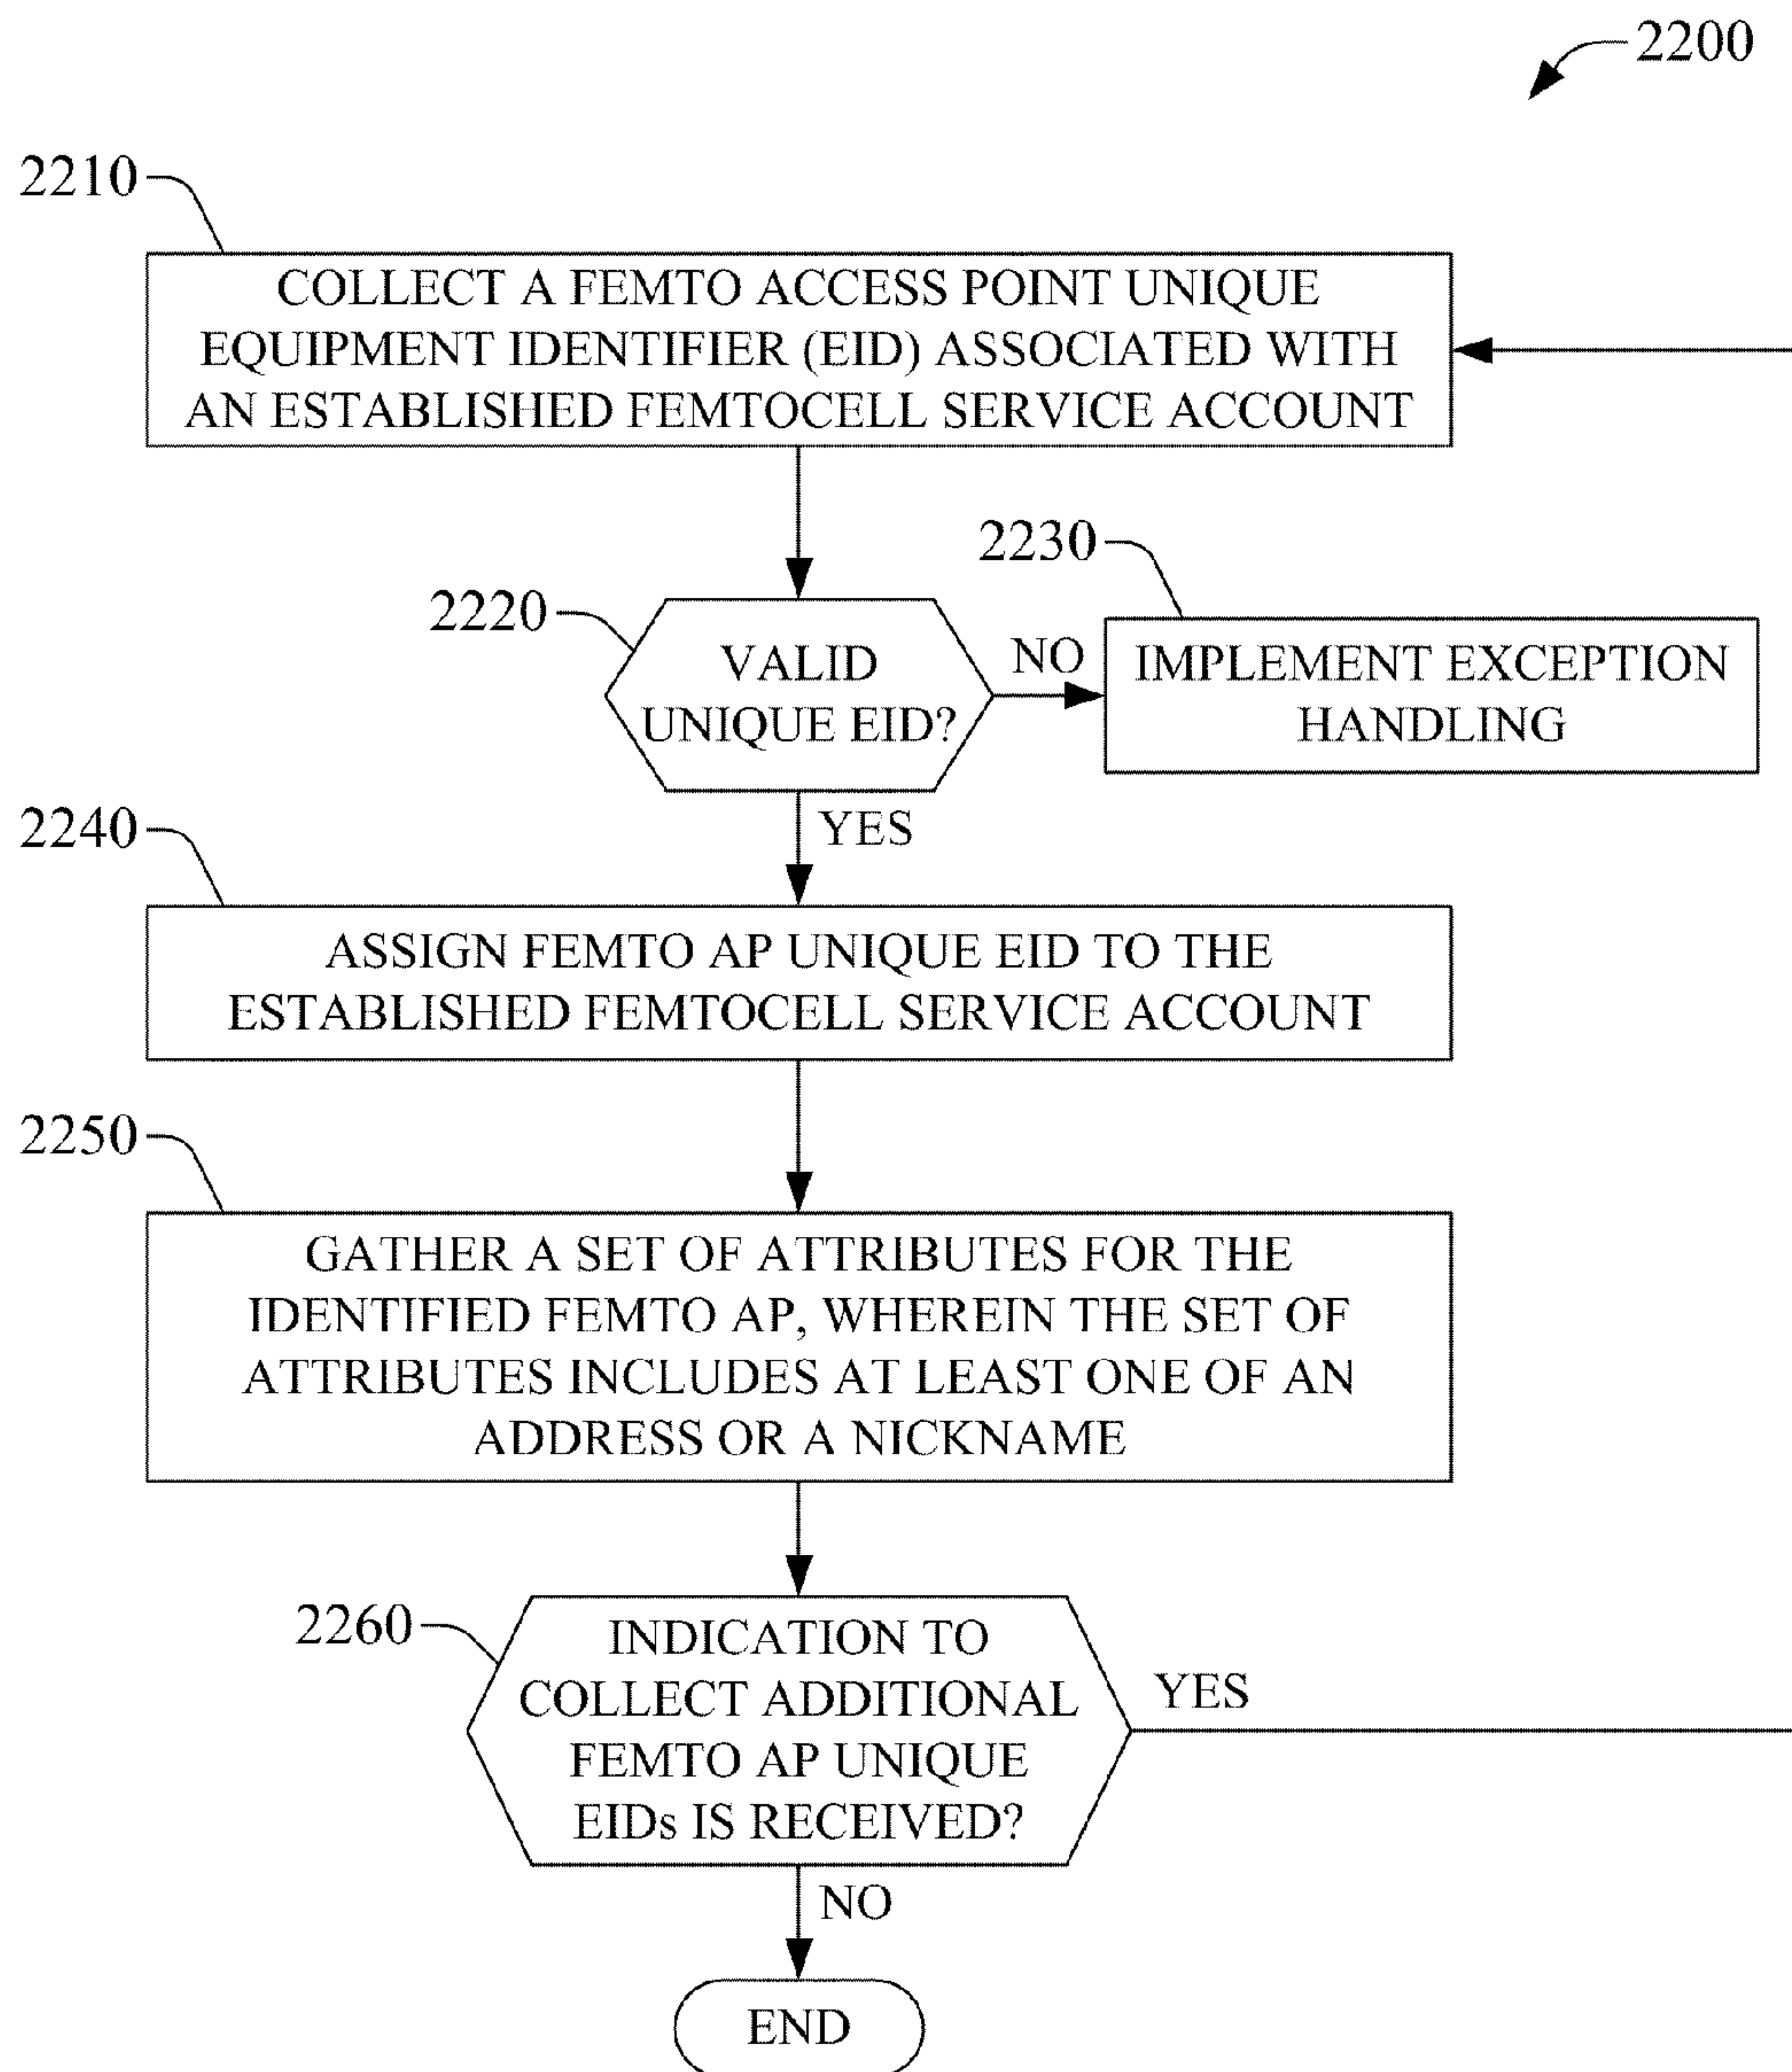 2200
2210
COLLECT A FEMTO ACCESS POINT UNIQUE
EQUIPMENT IDENTIFIER (EID) ASSOCIATED WITH
AN ESTABLISHED FEMTOCELL SERVICE ACCOUNT
2220
VALID
UNIQUE EID?
NO
2230
IMPLEMENT EXCEPTION
HANDLING
YES
2240
ASSIGN FEMTO AP UNIQUE EID TO THE
ESTABLISHED FEMTOCELL SERVICE ACCOUNT
2250
GATHER A SET OF ATTRIBUTES FOR THE
IDENTIFIED FEMTO AP, WHEREIN THE SET OF
ATTRIBUTES INCLUDES AT LEAST ONE OF AN
ADDRESS OR A NICKNAME
2260
INDICATION TO
COLLECT ADDITIONAL
FEMTO AP UNIQUE
EIDs IS RECEIVED?
YES
NO
END